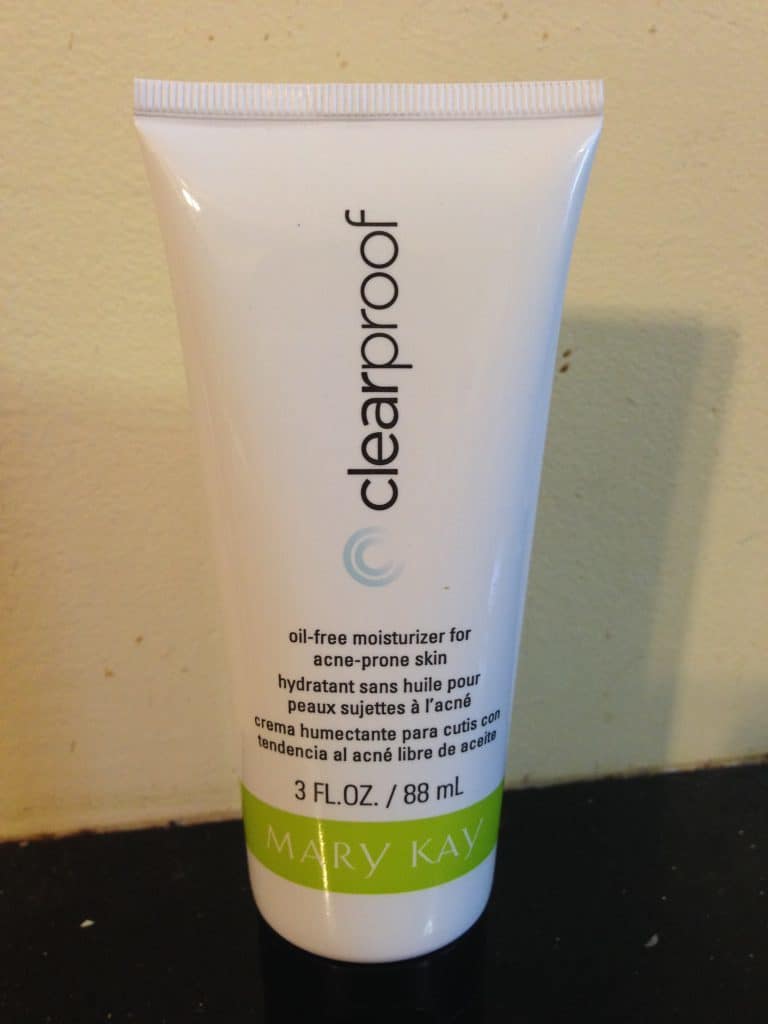 clearproof
oil-free moisturizer for
acne-prone skin
hydratant sans huile pour
peaux sujettes à l'acné
crema humectante para cutis con
tendencia al acné libre de aceite
3 FL.OZ. / 88 mL
MARY KAY